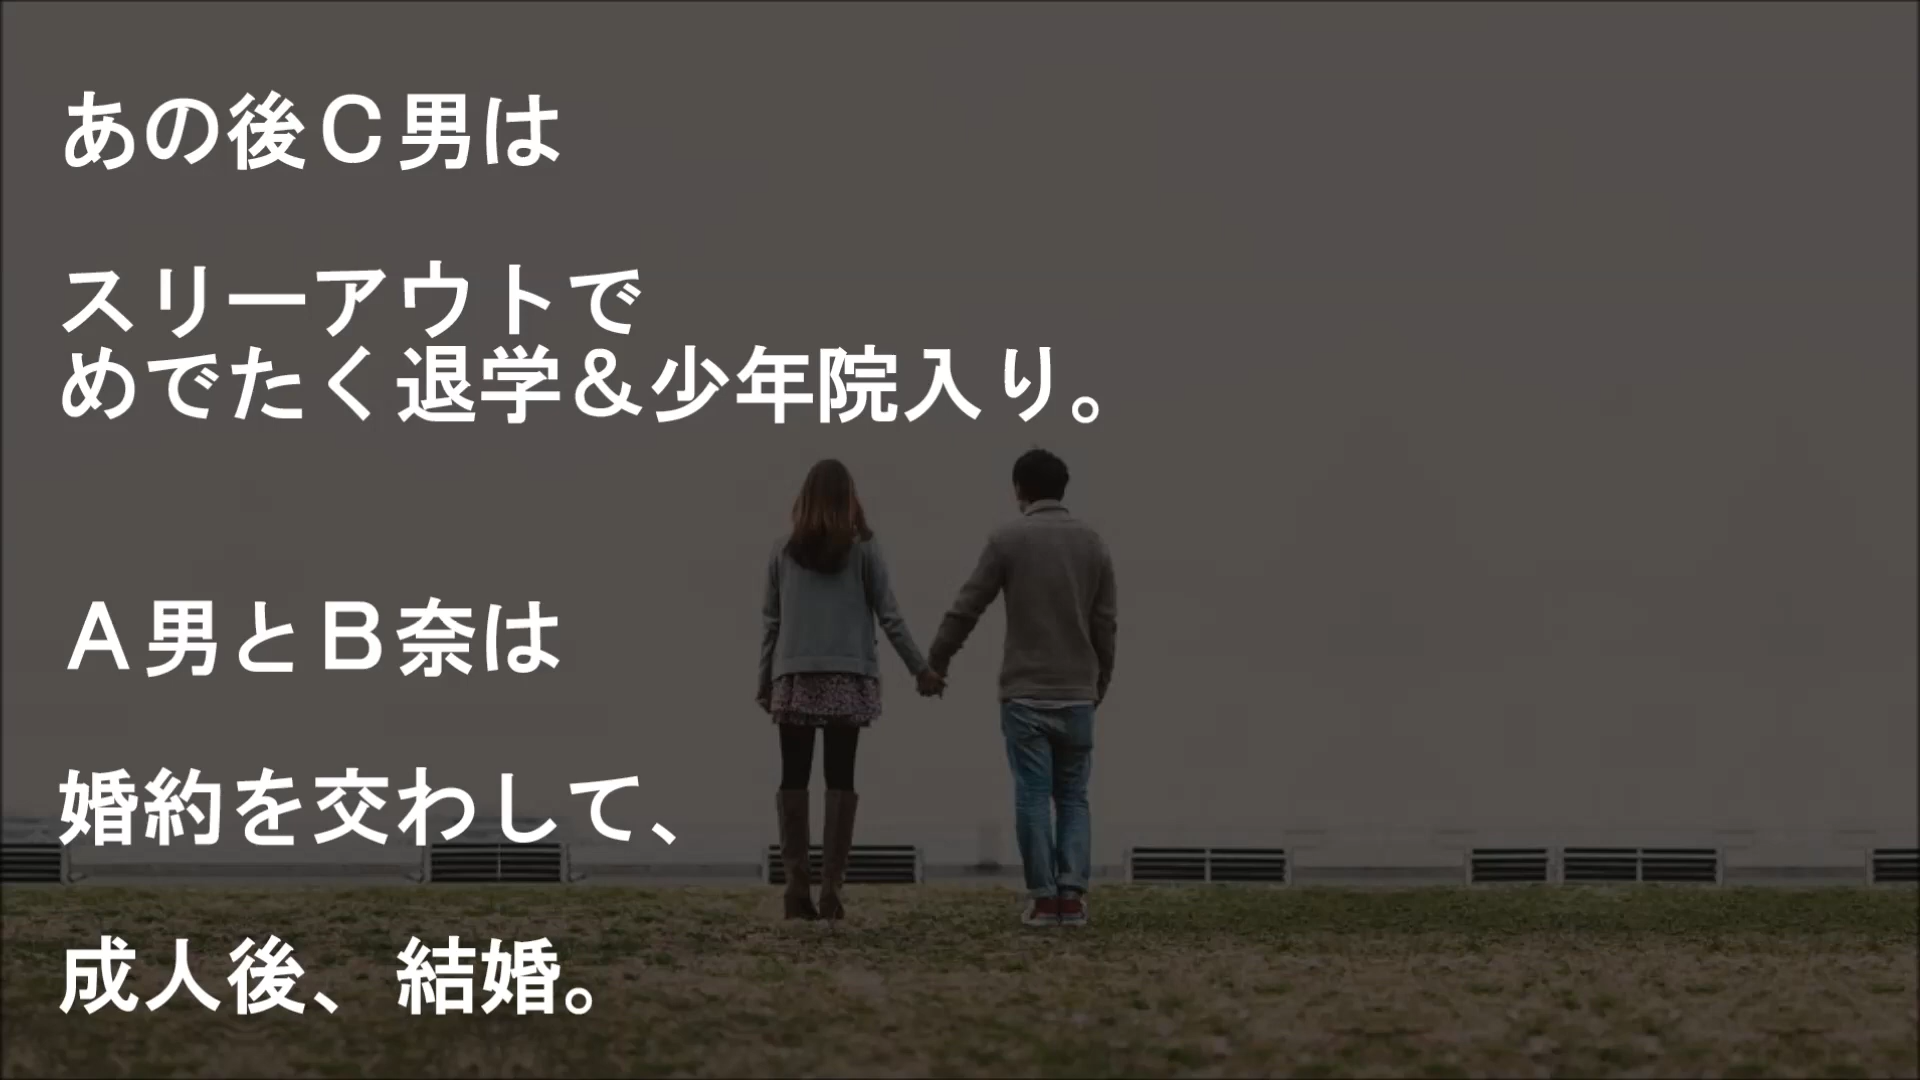 あの後Ｃ男は
スリーアウトで
めでたく退学＆少年院入り。
Ａ男とＢ奈は
婚約を交わして、
成人後、結婚。